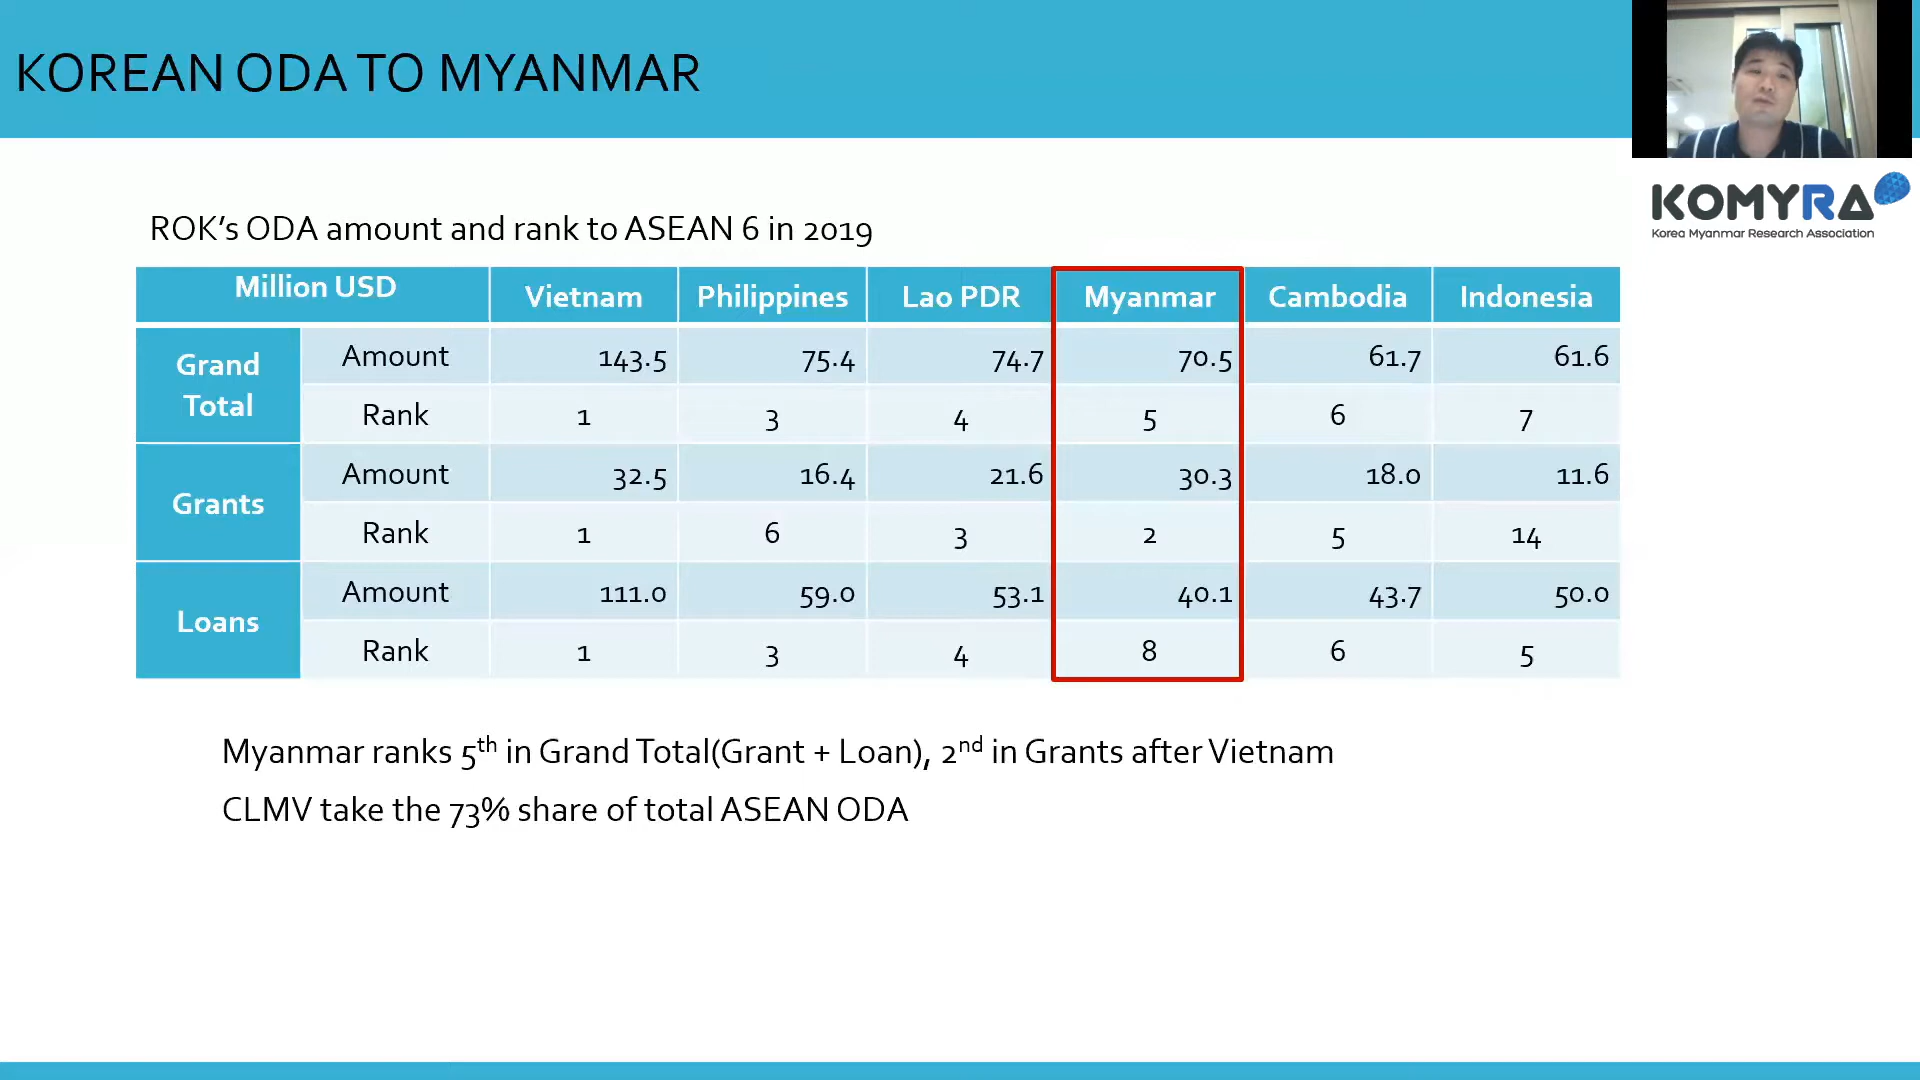 KOREAN ODA TO MYANMAR
KOMYRA
Korea Myanmar Research Association
ROK's ODA amount and rank to ASEAN 6 in 2019
Million USD Vietnam Philippines Lao PDR Myanmar Cambodia Indonesia
Grand Total Amount 143.5 75.4 74.7 70.5 61.7 61.6
Rank 1 3 4 5 6 7
Grants Amount 32.5 16.4 21.6 30.3 18.0 11.6
Rank 1 6 3 2 5 14
Loans Amount 111.0 59.0 53.1 40.1 43.7 50.0
Rank 1 3 4 8 6 5
Myanmar ranks 5th in Grand Total(Grant + Loan), 2nd in Grants after Vietnam
CLMV take the 73% share of total ASEAN ODA